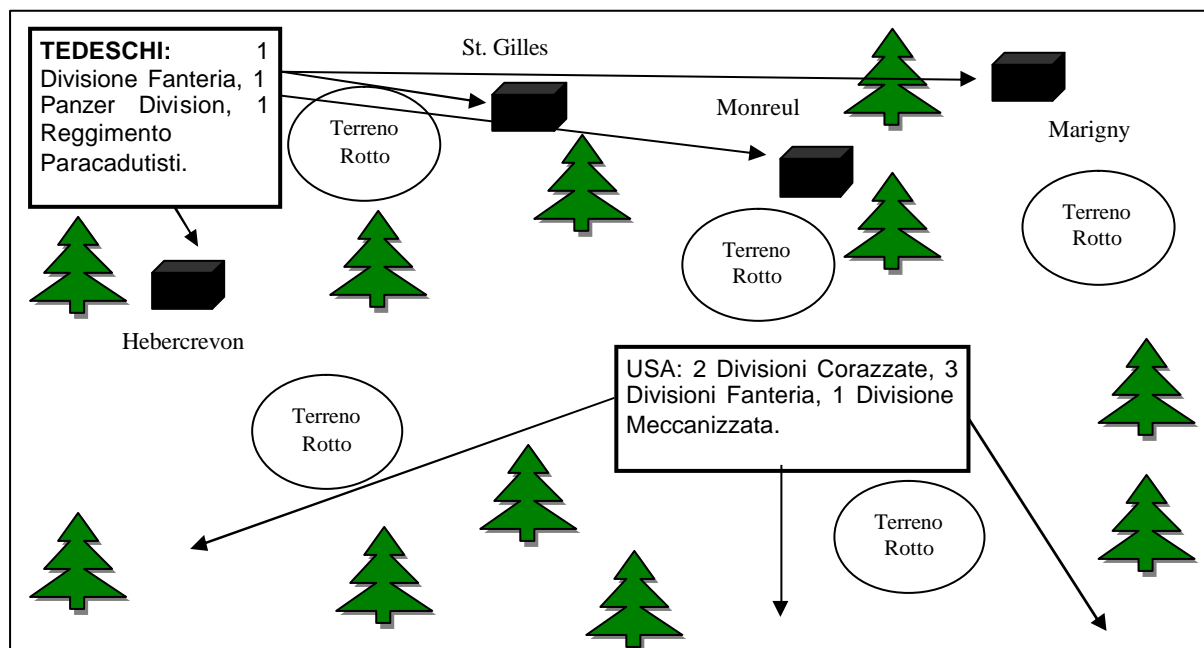 TEDESCHI: 1
Divisione Fanteria, 1
Panzer Division, 1
Reggimento
Paracadutisti.
St. Gilles
Monreul
Marigny
Terreno
Rotto
Terreno
Rotto
Terreno
Rotto
Hebercrevon
USA: 2 Divisioni Corazzate, 3
Divisioni Fanteria, 1 Divisione
Meccanizzata.
Terreno
Rotto
Terreno
Rotto